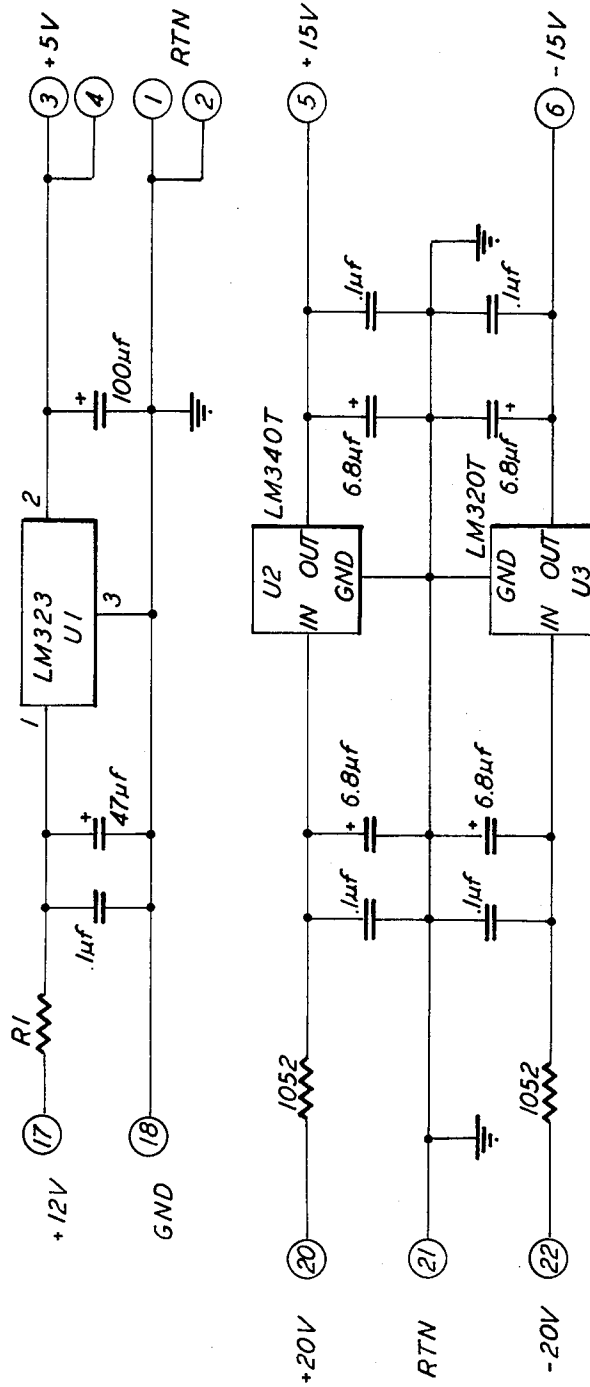 +12V
17
R1
.1µf
47µf
+
1
LM323
U1
2
3
+
100µf
3
+5V
4
1
RTN
2
GND
18
+20V
20
1052
.1µf
+
6.8µf
U2
IN OUT
GND
LM340T
+
6.8µf
.1µf
5
+15V
RTN
21
-20V
22
1052
.1µf
+
6.8µf
GND
IN OUT
U3
LM320T
+
6.8µf
.1µf
6
-15V